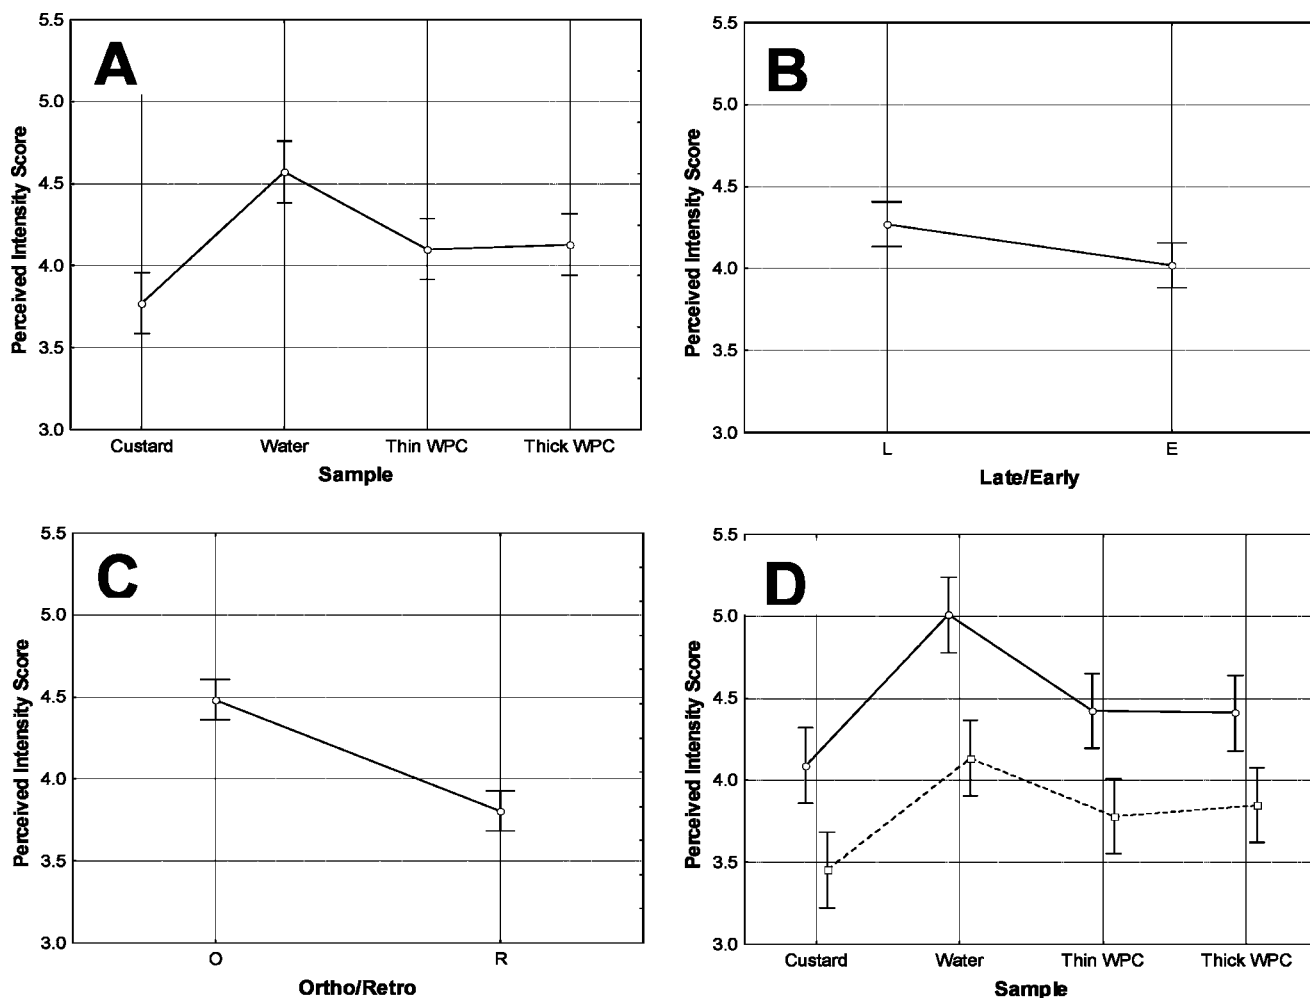 A
Perceived Intensity Score
5.5
5.0
4.5
4.0
3.5
3.0
Custard Water Thin WPC Thick WPC
Sample
B
Perceived Intensity Score
5.5
5.0
4.5
4.0
3.5
3.0
L E
Late/Early
C
Perceived Intensity Score
5.5
5.0
4.5
4.0
3.5
3.0
O R
Ortho/Retro
D
Perceived Intensity Score
5.5
5.0
4.5
4.0
3.5
3.0
Custard Water Thin WPC Thick WPC
Sample